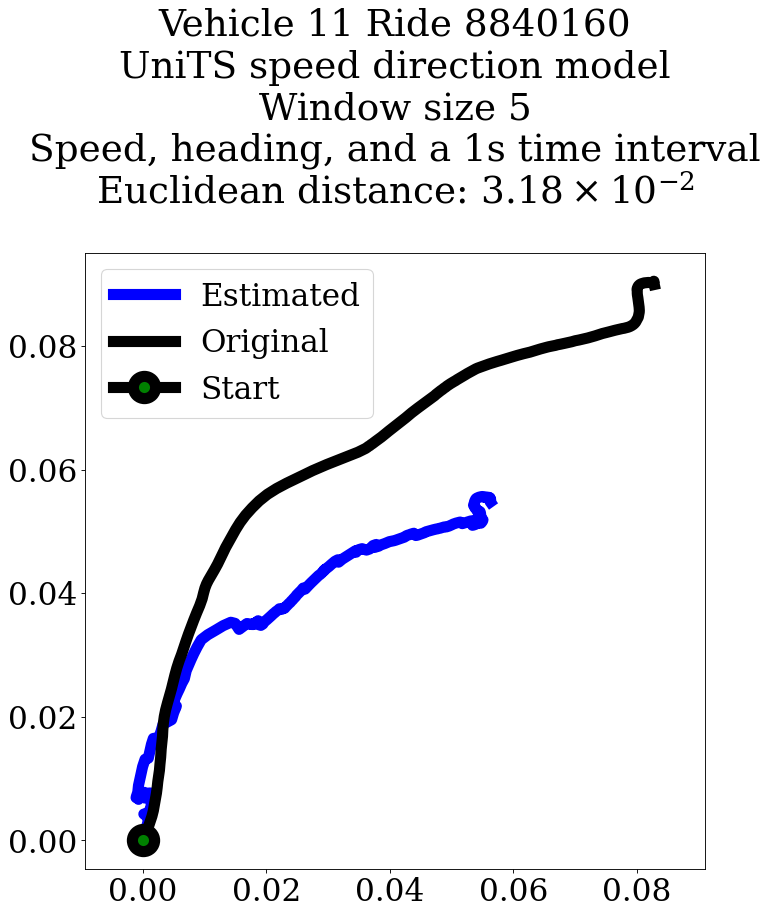 Vehicle 11 Ride 8840160
UniTS speed direction model
Window size 5
Speed, heading, and a 1s time interval
Euclidean distance: $3.18 \times 10^{-2}$
Estimated
Original
Start
0.08
0.06
0.04
0.02
0.00
0.00 0.02 0.04 0.06 0.08